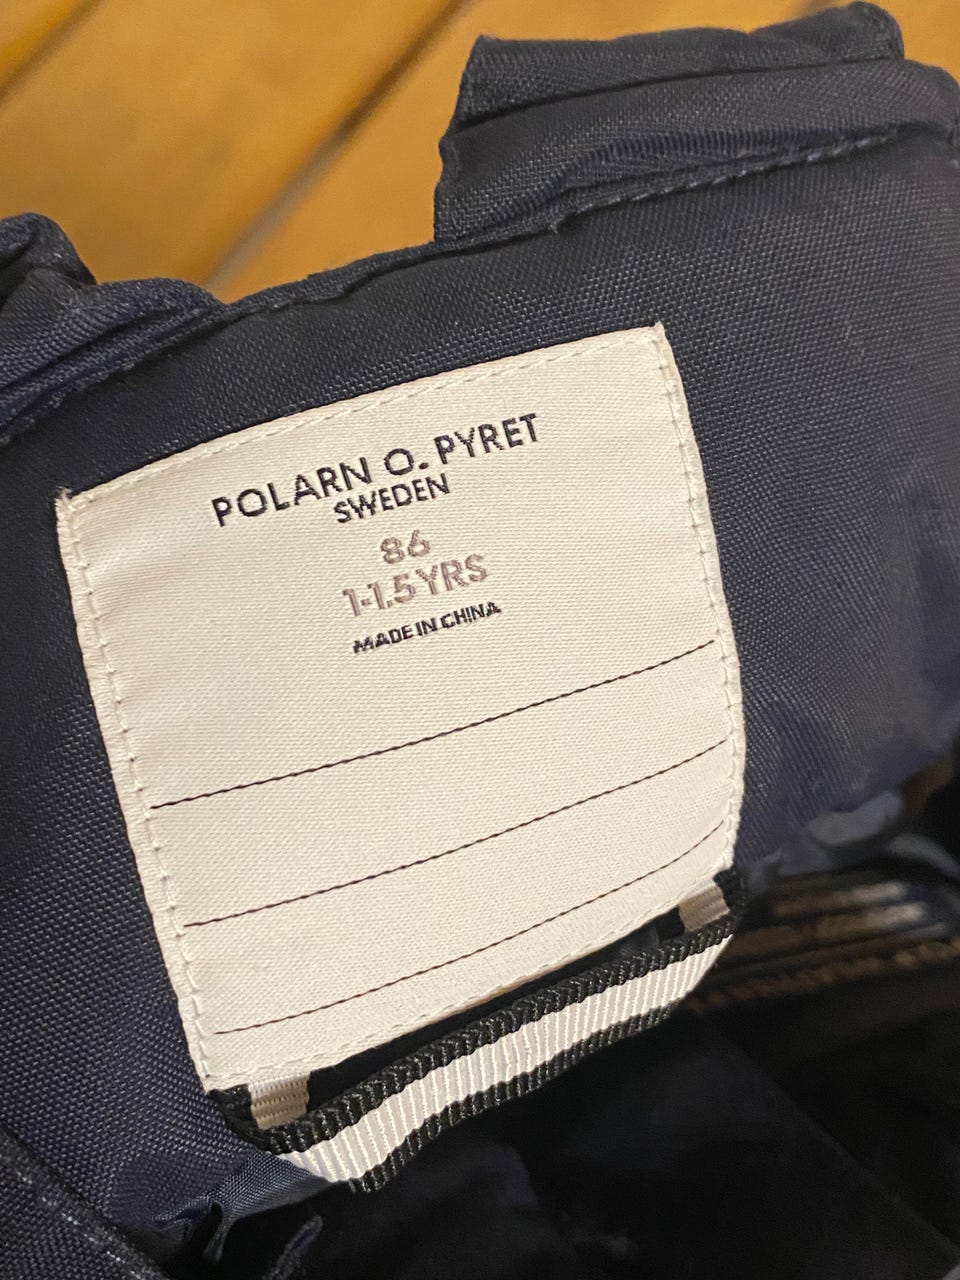 POLARN O. PYRET
SWEDEN
86
1-1.5 YRS
MADE IN CHINA